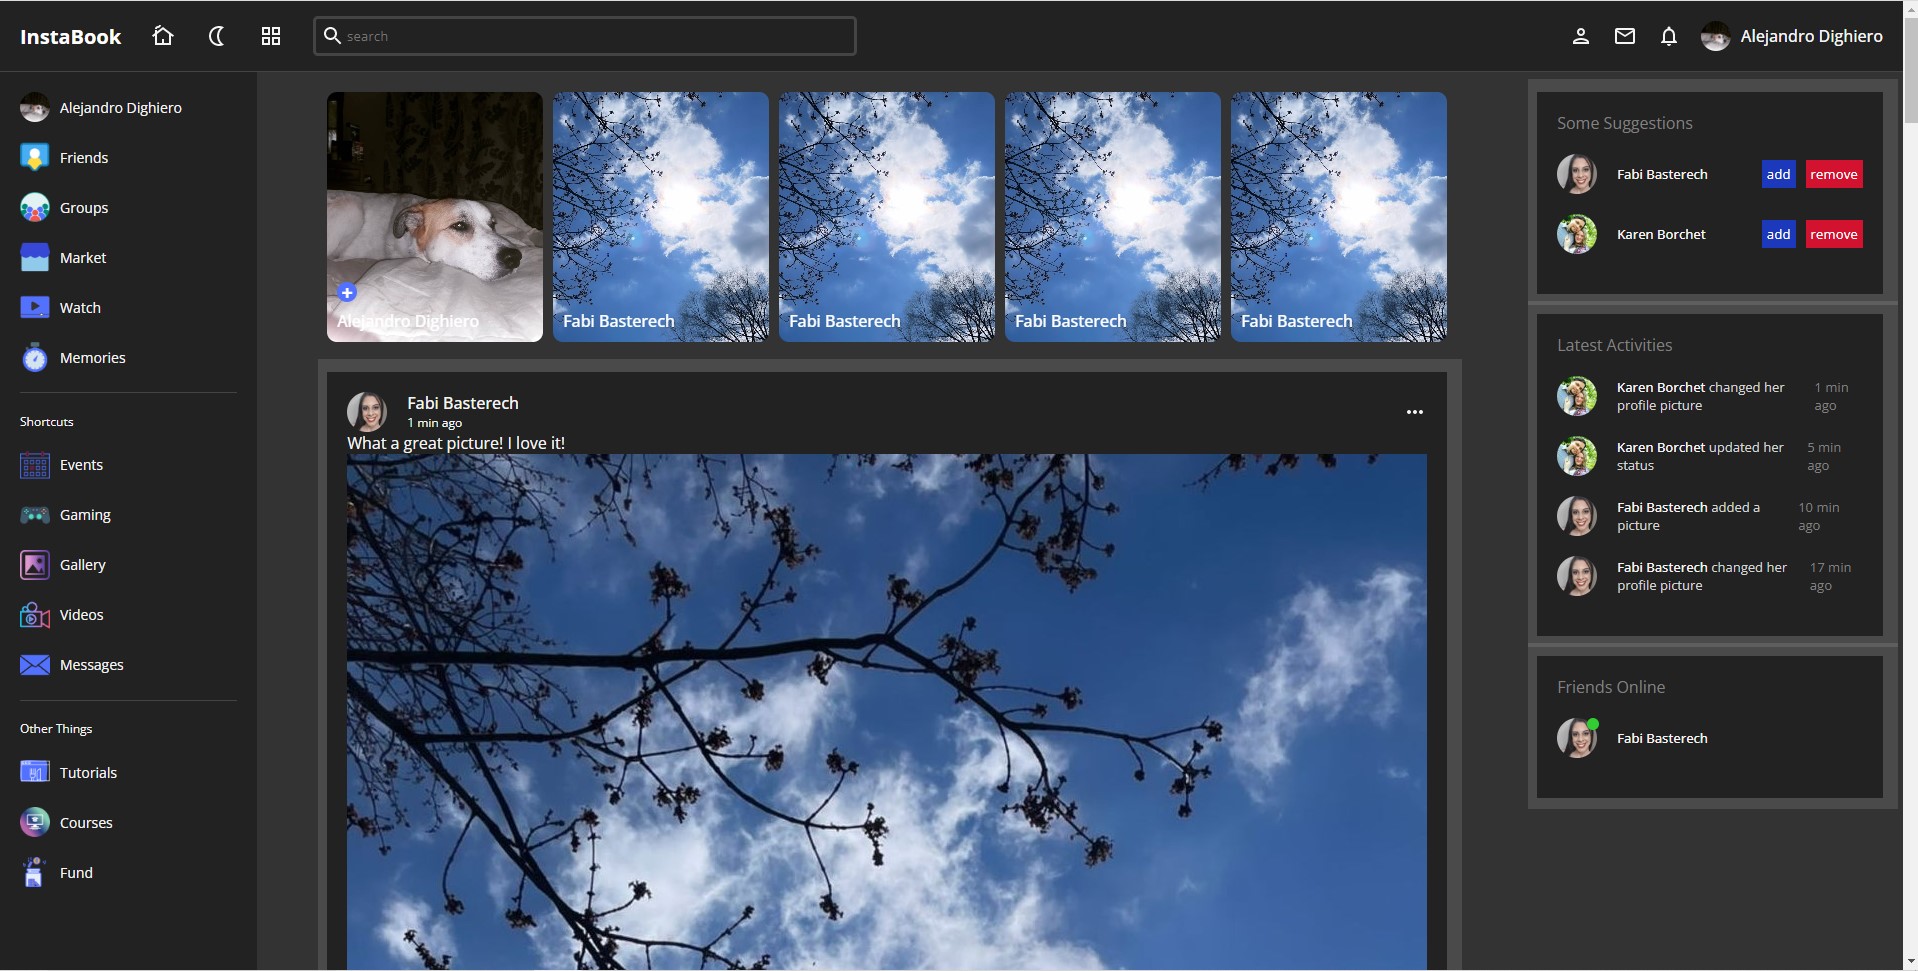 InstaBook
search
Alejandro Dighiero
Alejandro Dighiero
Friends
Groups
Market
Watch
Memories
Shortcuts
Events
Gaming
Gallery
Videos
Messages
Other Things
Tutorials
Courses
Fund
Alejandro Dighiero
Fabi Basterech
Fabi Basterech
Fabi Basterech
Fabi Basterech
Fabi Basterech
1 min ago
What a great picture! I love it!
Some Suggestions
Fabi Basterech add remove
Karen Borchet add remove
Latest Activities
Karen Borchet changed her 1 min
profile picture ago
Karen Borchet updated her 5 min
status ago
Fabi Basterech added a 10 min
picture ago
Fabi Basterech changed her 17 min
profile picture ago
Friends Online
Fabi Basterech